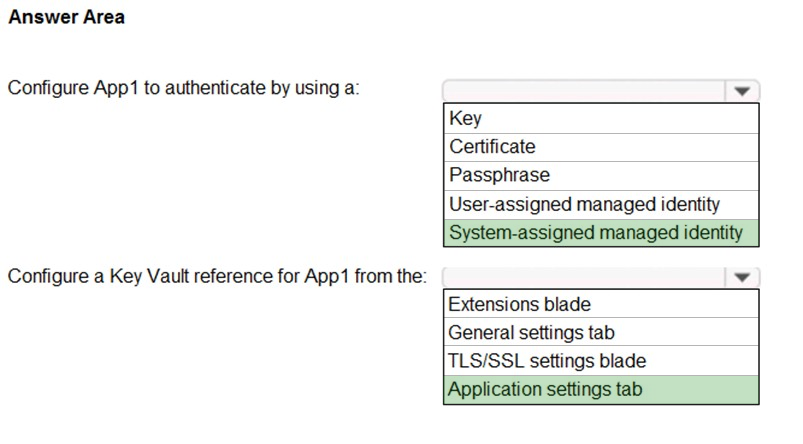 Answer Area
Configure App1 to authenticate by using a:
Key
Certificate
Passphrase
User-assigned managed identity
System-assigned managed identity
Configure a Key Vault reference for App1 from the:
Extensions blade
General settings tab
TLS/SSL settings blade
Application settings tab